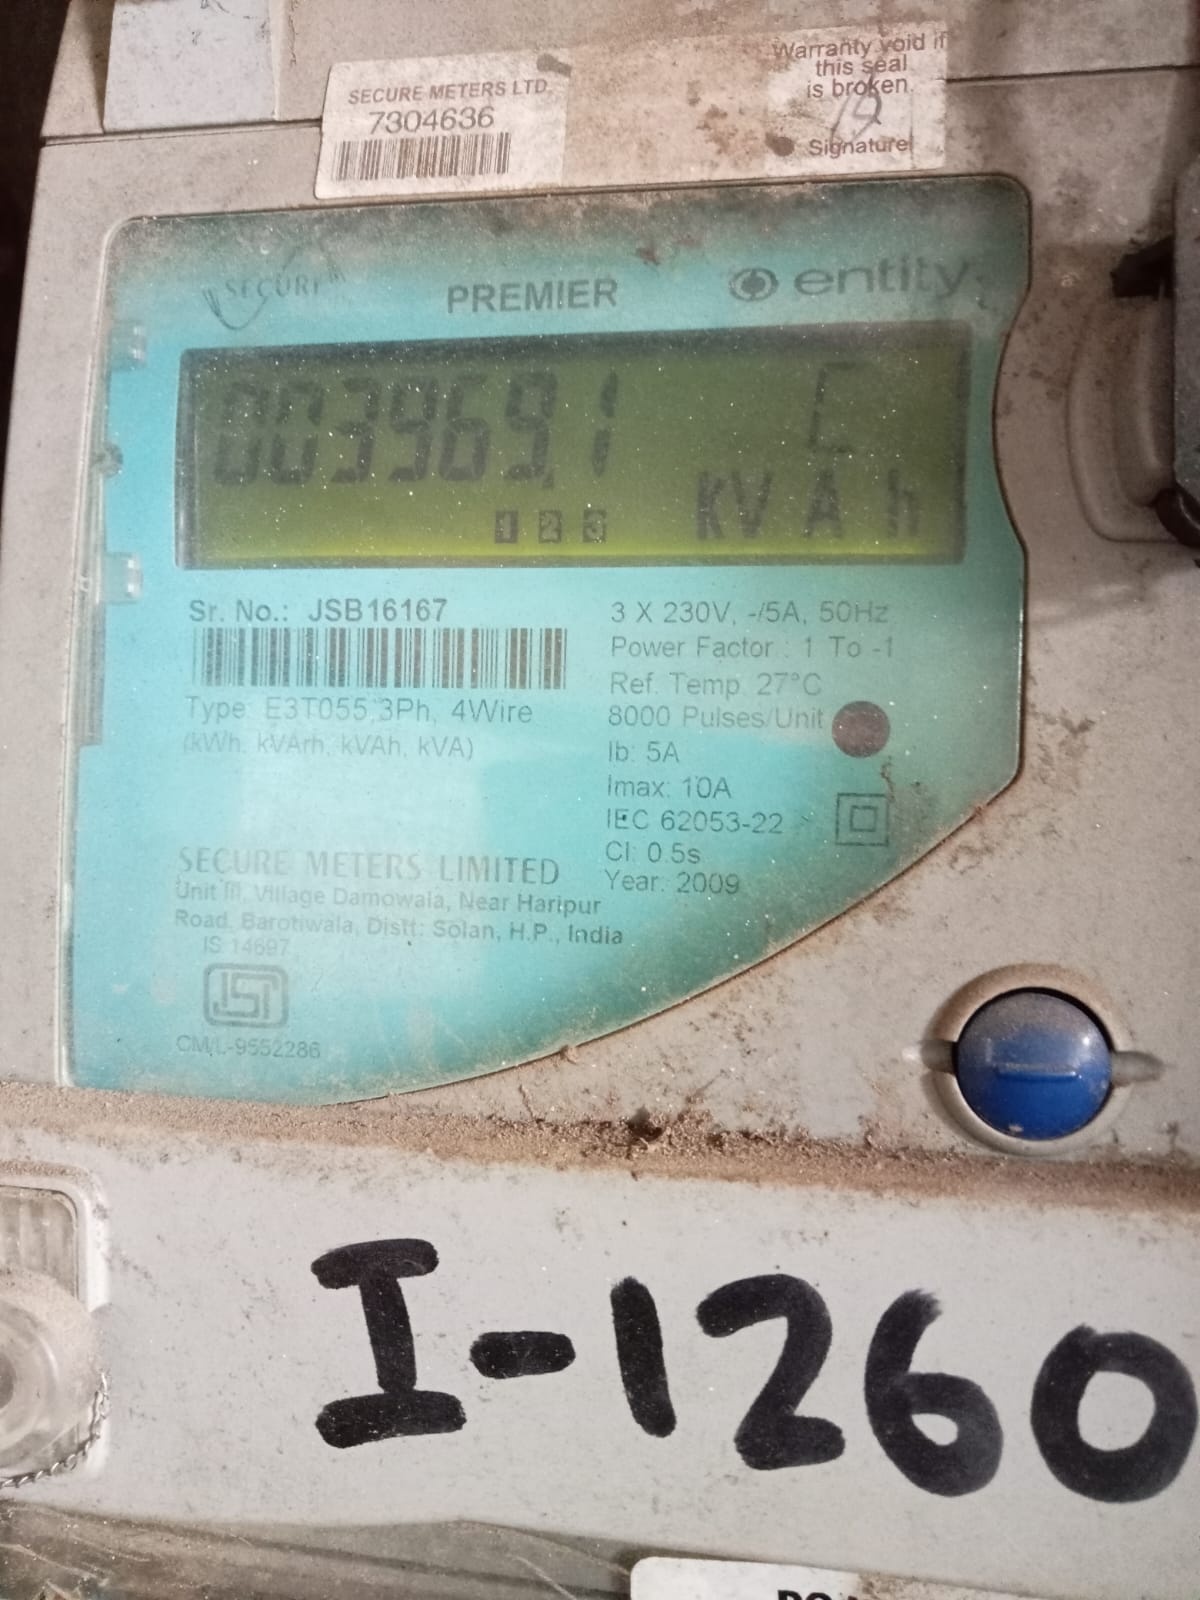 SECURE METERS LTD.
7304636
Warranty void if
this seal
is broken.
Signature
SECURE
PREMIER
entity
003969.1 C
1 2 3 KV A h
Sr. No.: JSB16167
Type: E3T055,3Ph, 4Wire
(kWh, kVArh, kVAh, kVA)
3 X 230V, -/5A, 50Hz
Power Factor : 1 To -1
Ref. Temp. 27°C
8000 Pulses/Unit
Ib: 5A
Imax: 10A
IEC 62053-22
Cl: 0.5s
Year: 2009
SECURE METERS LIMITED
Unit III, Village Damowala, Near Haripur
Road, Barotiwala, Distt: Solan, H.P., India
IS 14697
ISI
CM/L-9552286
I-1260